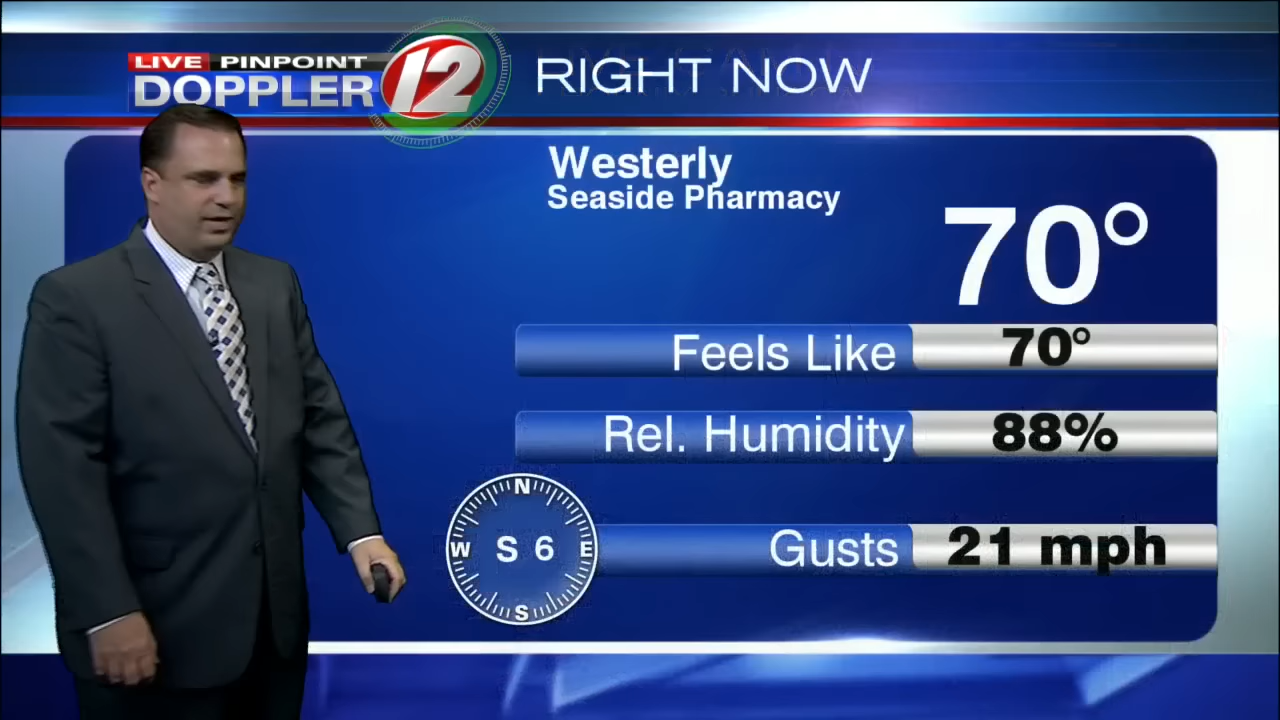 LIVE PINPOINT
DOPPLER 12
RIGHT NOW
Westerly
Seaside Pharmacy
70°
Feels Like 70°
Rel. Humidity 88%
N
W S 6 E
S
Gusts 21 mph